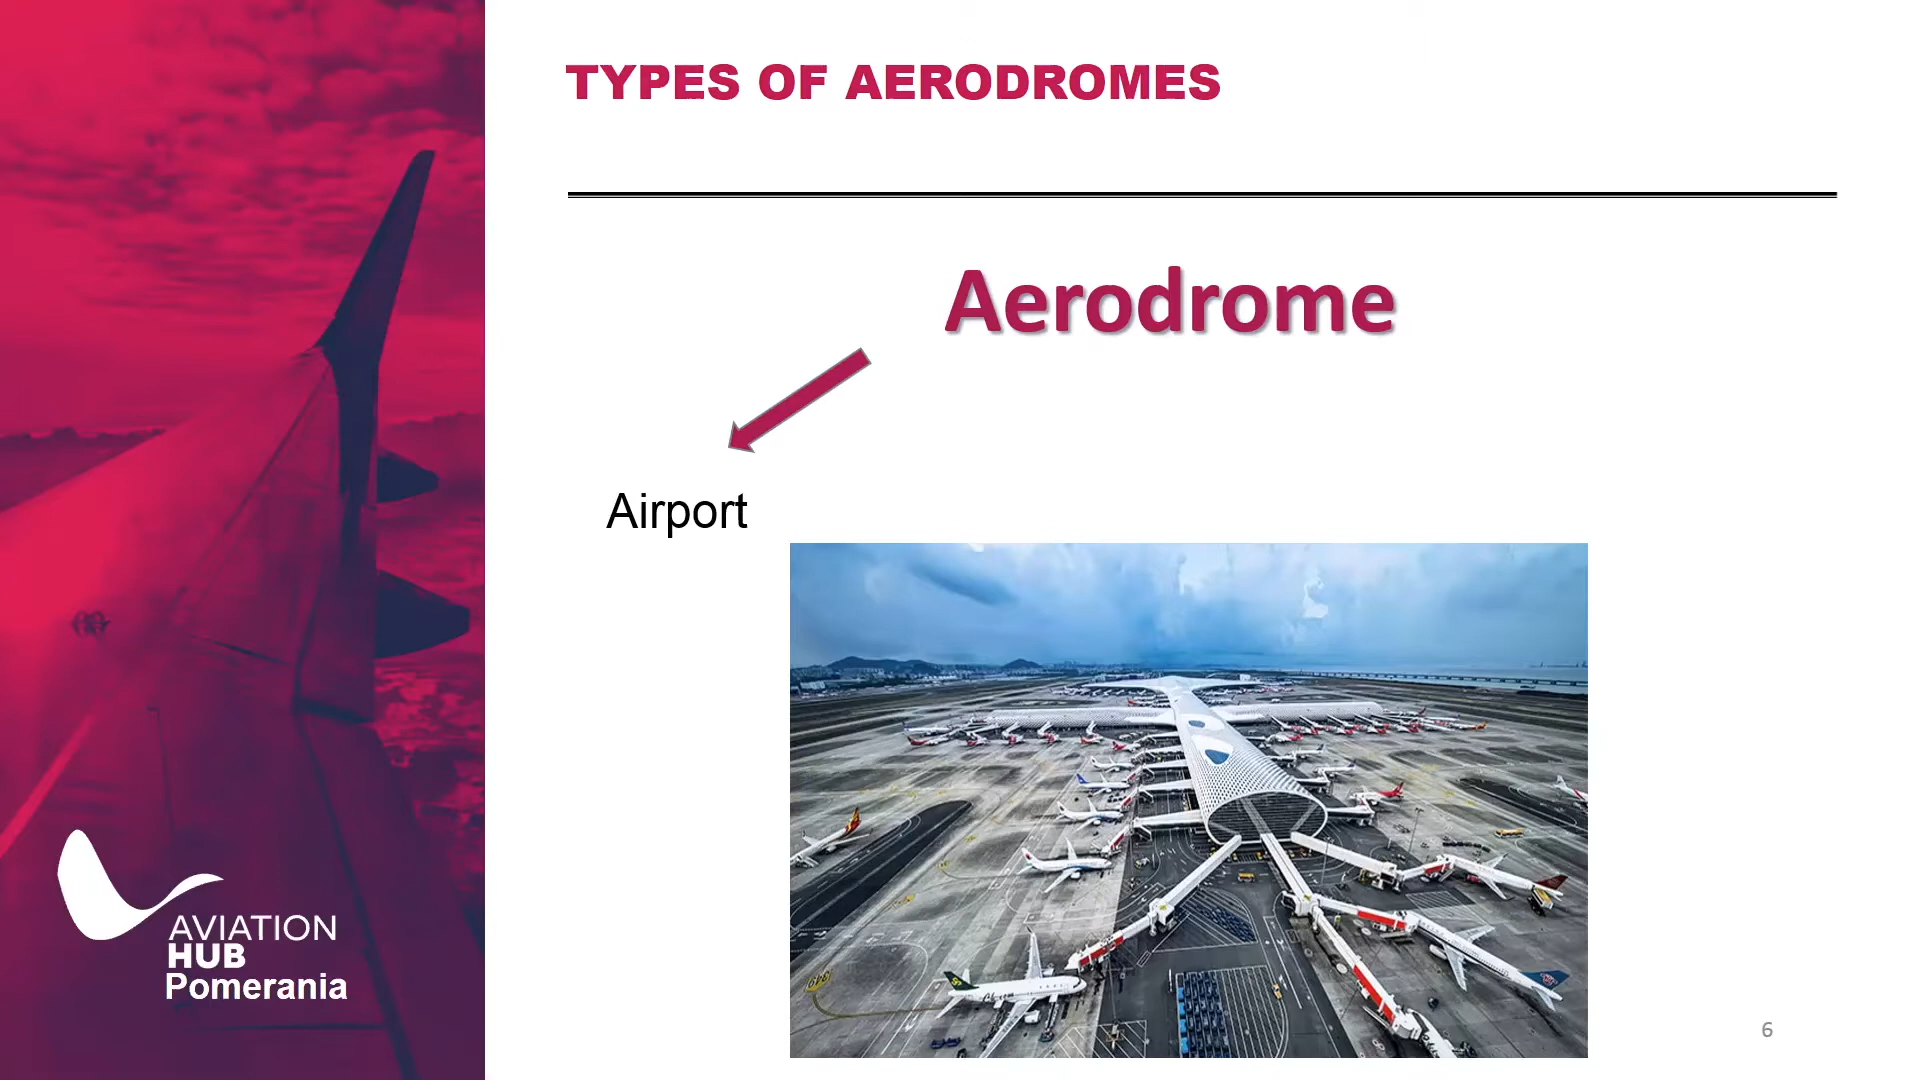 TYPES OF AERODROMES
Aerodrome
Airport
AVIATION
HUB
Pomerania
6